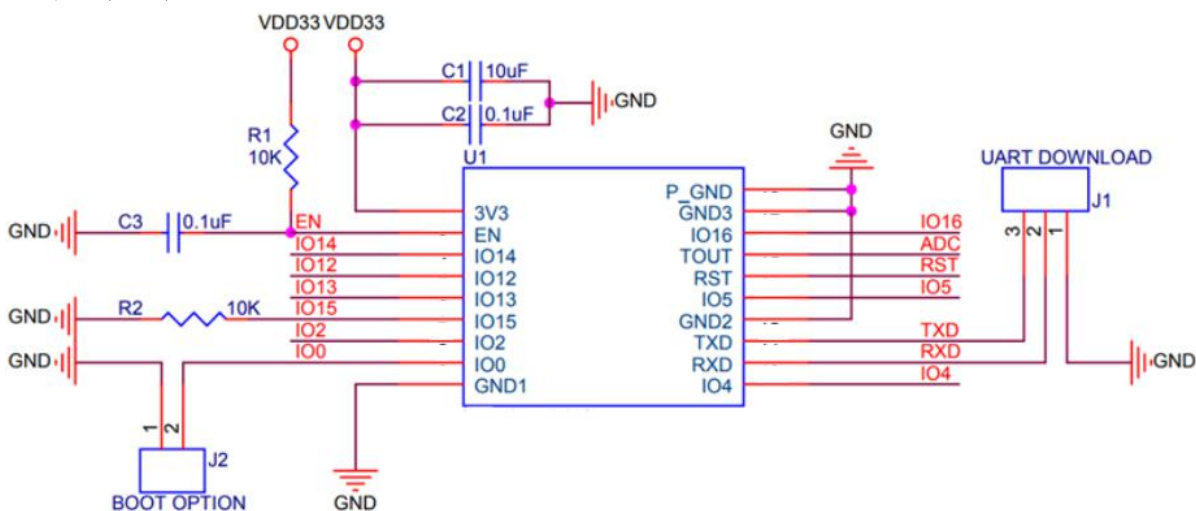 VDD33 VDD33
C1 10uF
GND
C2 0.1uF
R1
10K
U1
GND
UART DOWNLOAD
J1
3 2 1
C3 0.1uF
GND
EN
IO14
IO12
IO13
R2 10K
GND
IO15
IO2
GND
IO0
3V3
EN
IO14
IO12
IO13
IO15
IO2
IO0
GND1
P_GND
GND3
IO16
TOUT
RST
IO5
GND2
TXD
RXD
IO4
IO16
ADC
RST
IO5
TXD
RXD
IO4
GND
1 2
J2
BOOT OPTION
GND